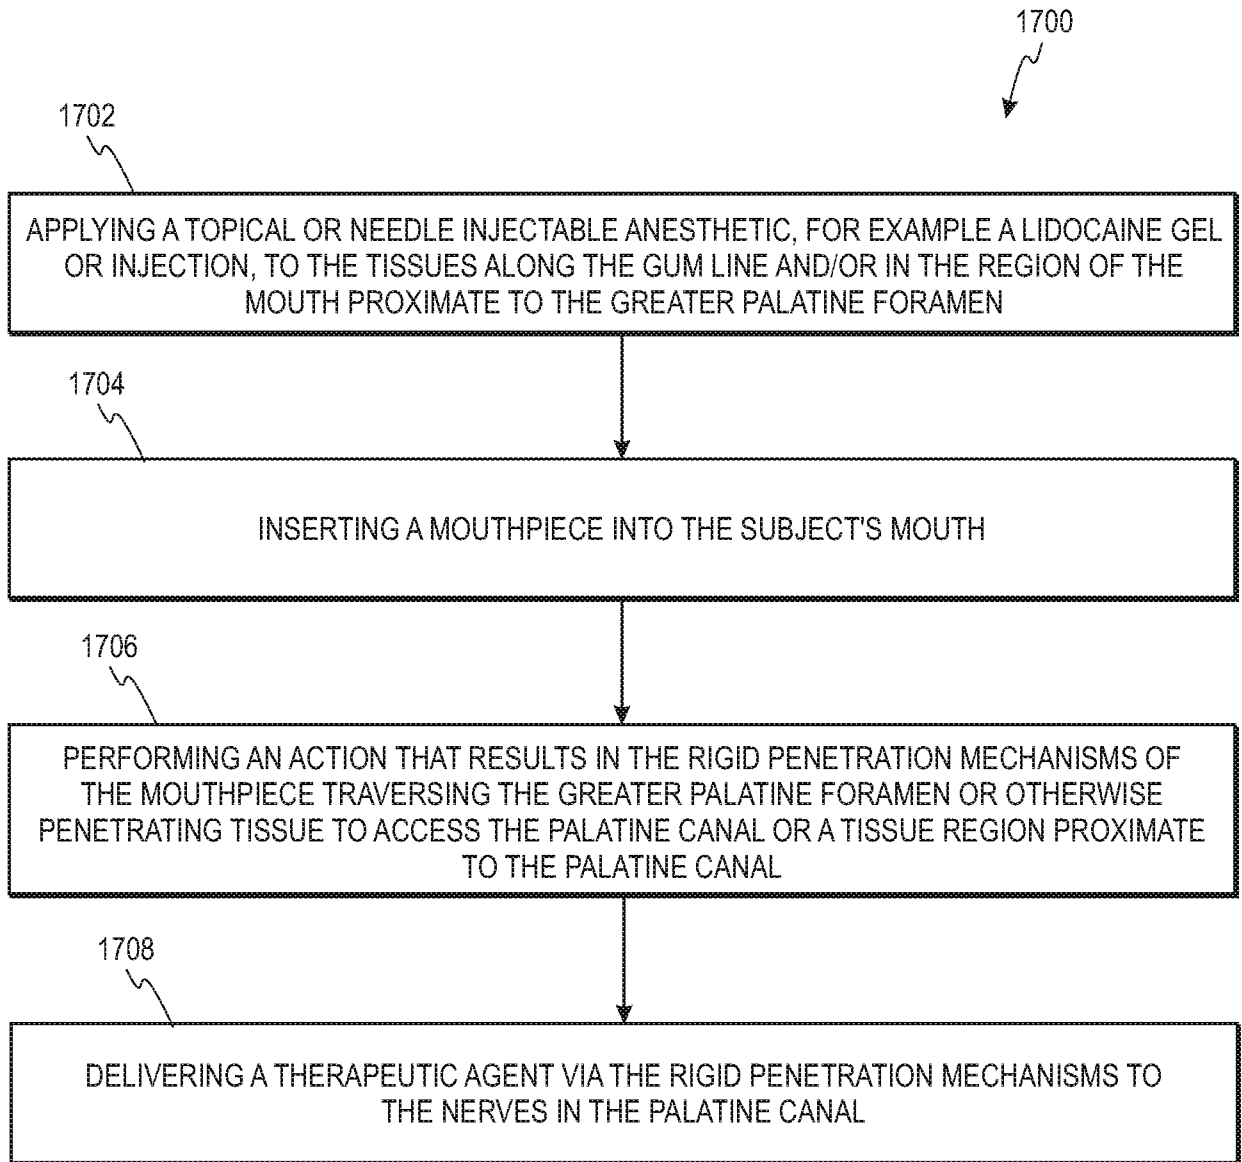 1700
1702
APPLYING A TOPICAL OR NEEDLE INJECTABLE ANESTHETIC, FOR EXAMPLE A LIDOCAINE GEL
OR INJECTION, TO THE TISSUES ALONG THE GUM LINE AND/OR IN THE REGION OF THE
MOUTH PROXIMATE TO THE GREATER PALATINE FORAMEN
1704
INSERTING A MOUTHPIECE INTO THE SUBJECT'S MOUTH
1706
PERFORMING AN ACTION THAT RESULTS IN THE RIGID PENETRATION MECHANISMS OF
THE MOUTHPIECE TRAVERSING THE GREATER PALATINE FORAMEN OR OTHERWISE
PENETRATING TISSUE TO ACCESS THE PALATINE CANAL OR A TISSUE REGION PROXIMATE
TO THE PALATINE CANAL
1708
DELIVERING A THERAPEUTIC AGENT VIA THE RIGID PENETRATION MECHANISMS TO
THE NERVES IN THE PALATINE CANAL